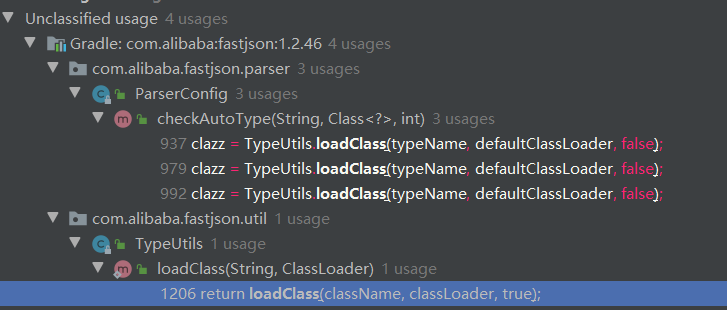 Unclassified usage 4 usages
Gradle: com.alibaba:fastjson:1.2.46 4 usages
com.alibaba.fastjson.parser 3 usages
ParserConfig 3 usages
checkAutoType(String, Class<?>, int) 3 usages
937 clazz = TypeUtils.loadClass(typeName, defaultClassLoader, false);
979 clazz = TypeUtils.loadClass(typeName, defaultClassLoader, false);
992 clazz = TypeUtils.loadClass(typeName, defaultClassLoader, false);
com.alibaba.fastjson.util 1 usage
TypeUtils 1 usage
loadClass(String, ClassLoader) 1 usage
1206 return loadClass(className, classLoader, true);